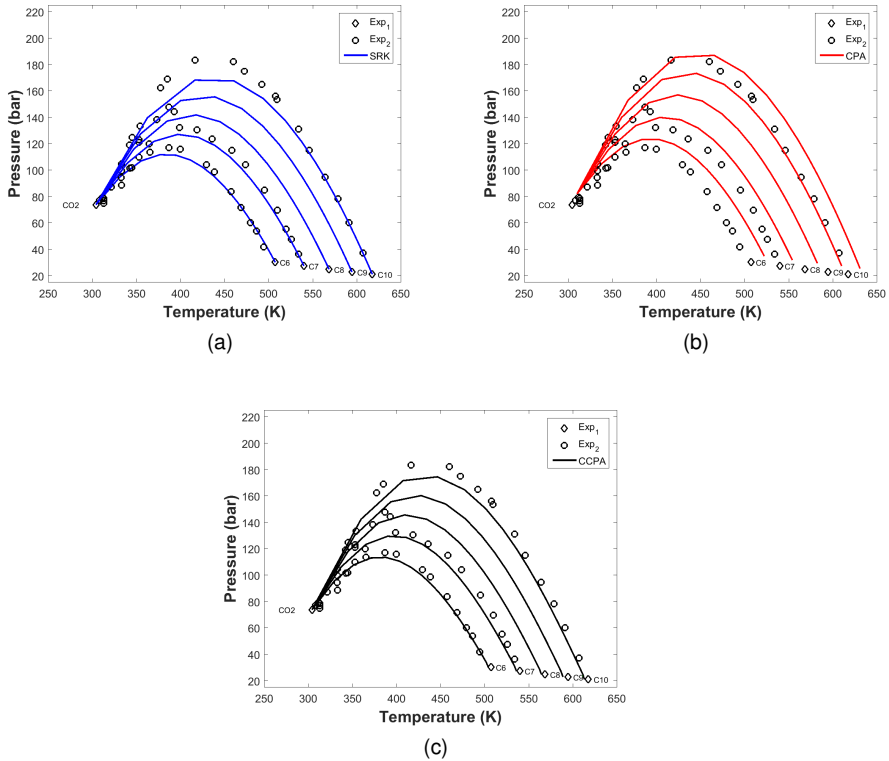 220
200
180
160
140
120
100
80
60
40
20
250 300 350 400 450 500 550 600 650
Pressure (bar)
Temperature (K)
Exp1
Exp2
SRK
CO2
C6
C7
C8
C9
C10
(a)
220
200
180
160
140
120
100
80
60
40
20
250 300 350 400 450 500 550 600 650
Pressure (bar)
Temperature (K)
Exp1
Exp2
CPA
CO2
C6
C7
C8
C9
C10
(b)
220
200
180
160
140
120
100
80
60
40
20
250 300 350 400 450 500 550 600 650
Pressure (bar)
Temperature (K)
Exp1
Exp2
CCPA
CO2
C6
C7
C8
C9
C10
(c)